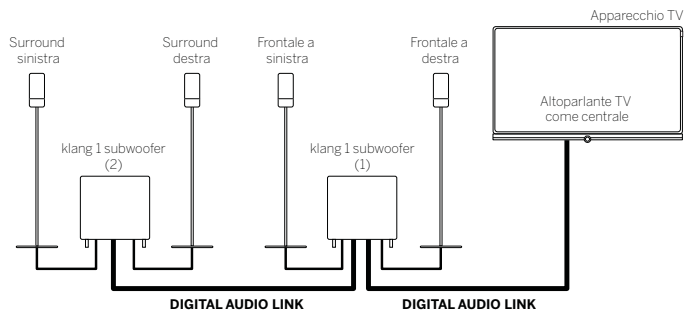 Apparecchio TV
Surround
sinistra
Surround
destra
Frontale a
sinistra
Frontale a
destra
Altoparlante TV
come centrale
klang 1 subwoofer
(2)
klang 1 subwoofer
(1)
DIGITAL AUDIO LINK
DIGITAL AUDIO LINK